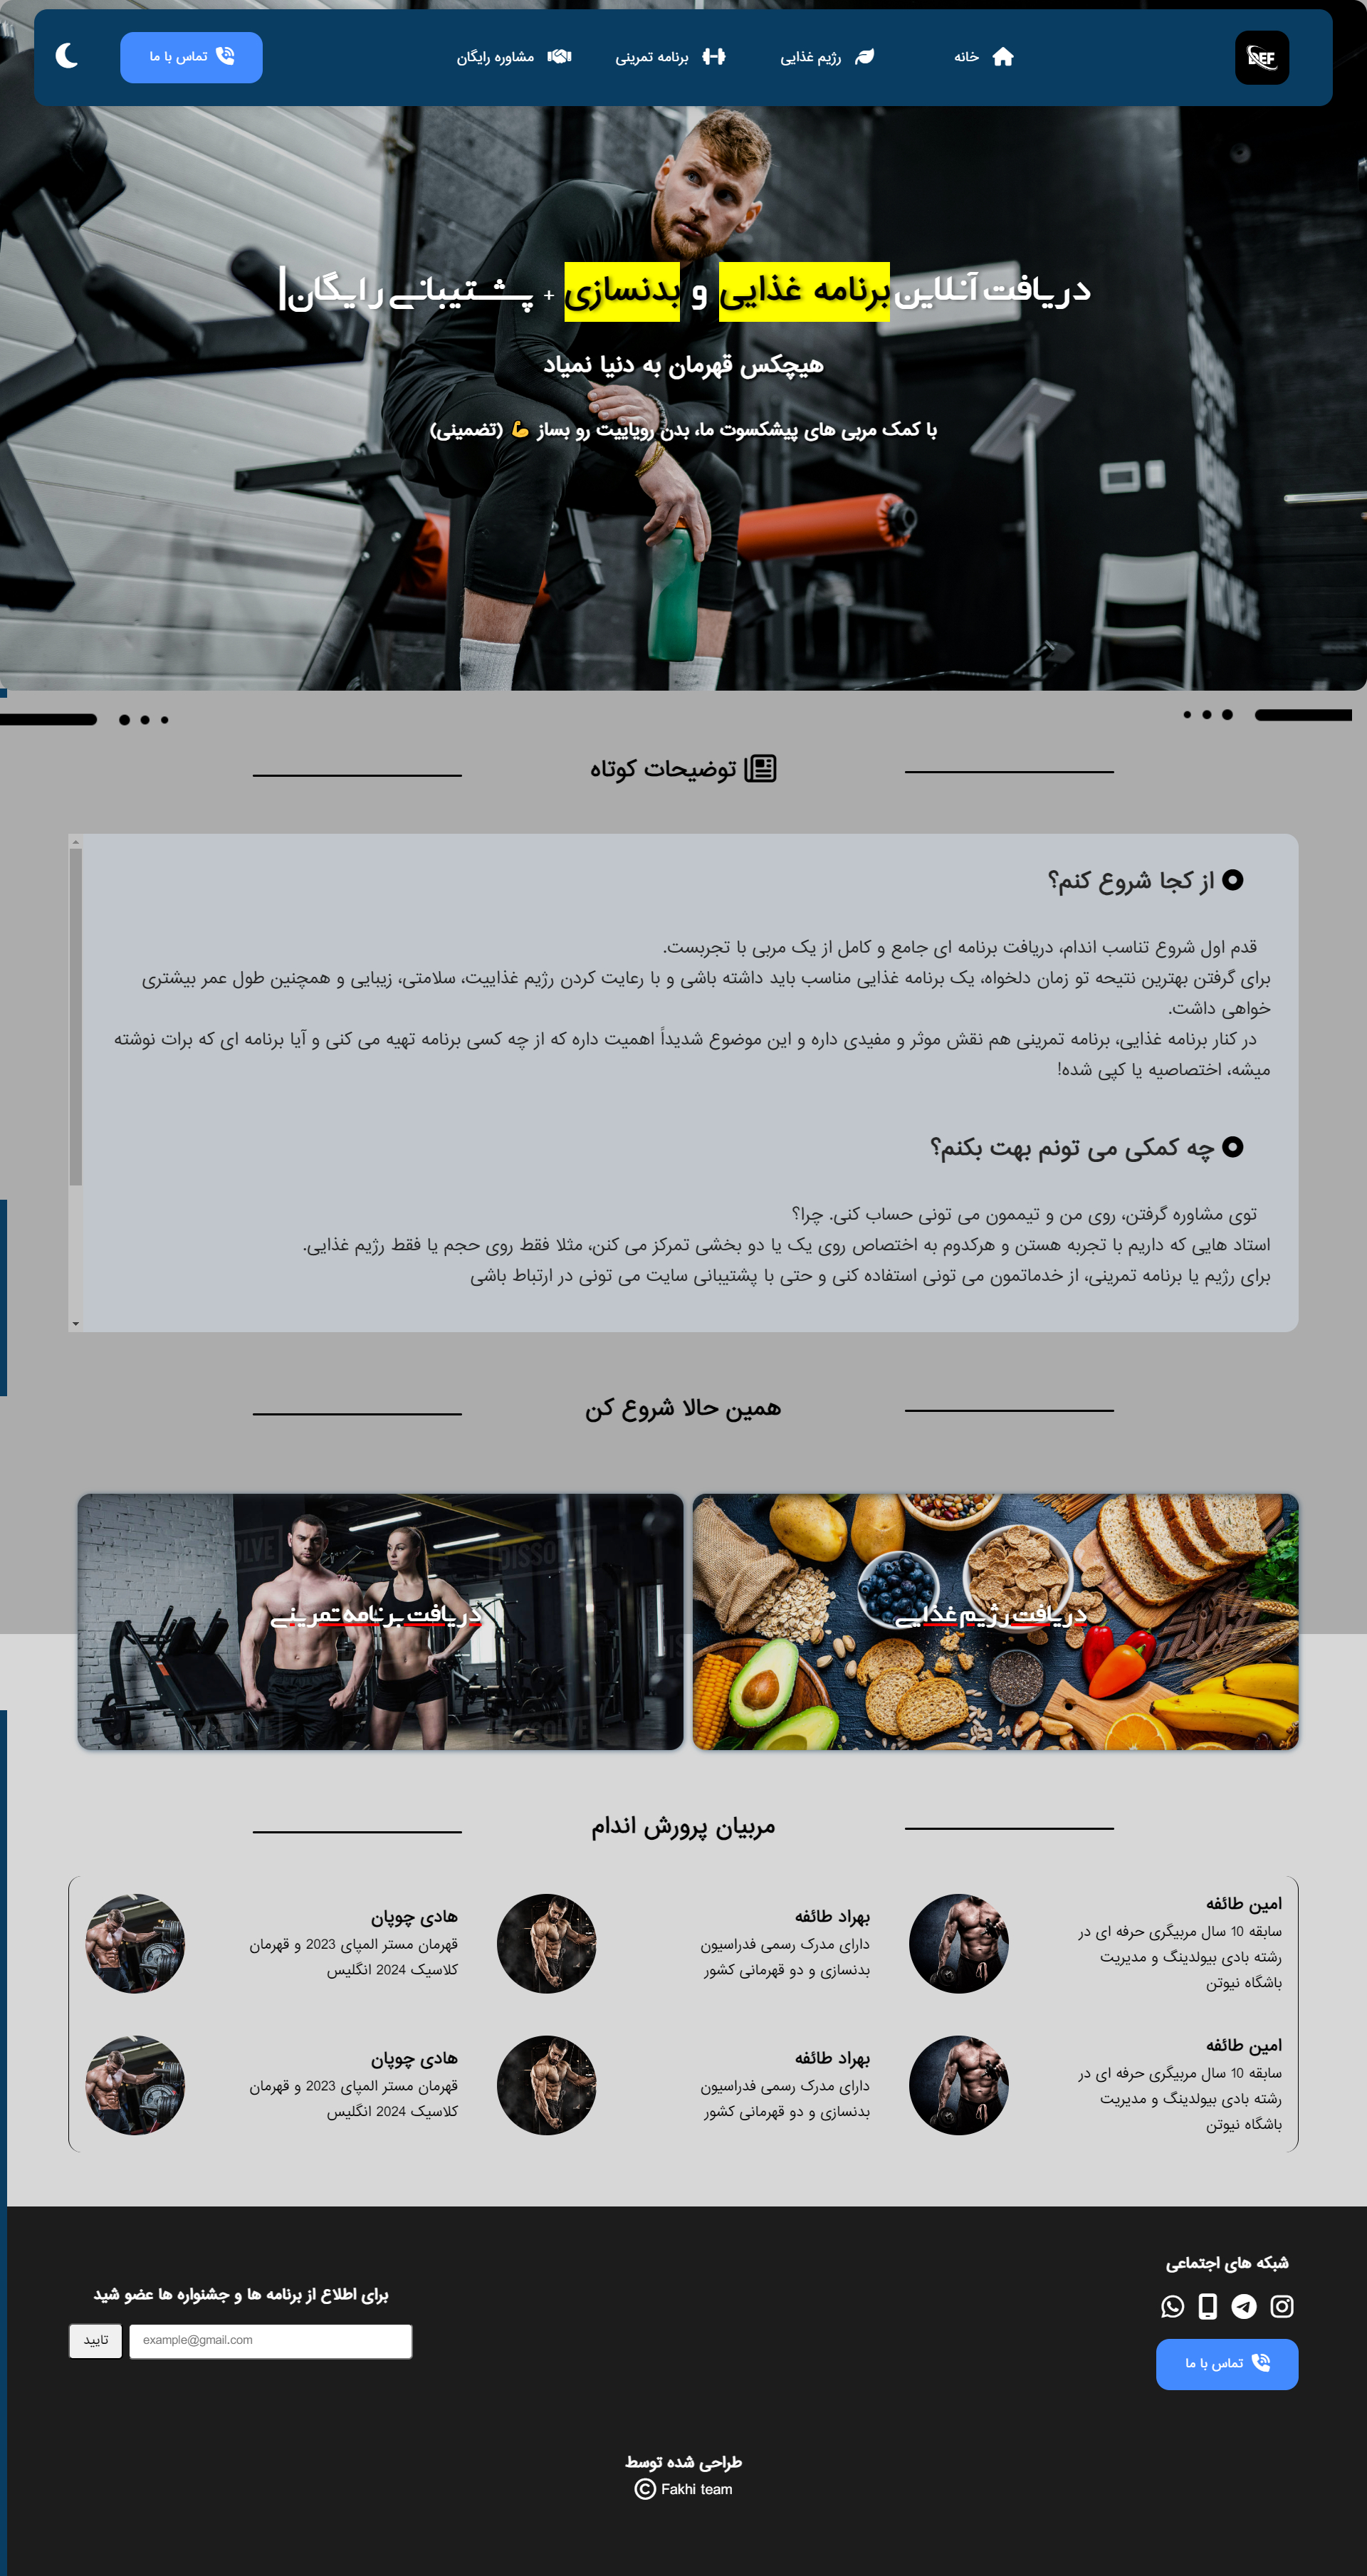 DEF
خانه
رژیم غذایی
برنامه تمرینی
مشاوره رایگان
تماس با ما
دریافت آنلاین برنامه غذایی و بدنسازی + پشتیبانی رایگان|
هیچکس قهرمان به دنیا نمیاد
با کمک مربی های پیشکسوت ما، بدن رویاییت رو بساز 💪 (تضمینی)
توضیحات کوتاه
از کجا شروع کنم؟
قدم اول شروع تناسب اندام، دریافت برنامه ای جامع و کامل از یک مربی با تجربست.
برای گرفتن بهترین نتیجه تو زمان دلخواه، یک برنامه غذایی مناسب باید داشته باشی و با رعایت کردن رژیم غذاییت، سلامتی، زیبایی و همچنین طول عمر بیشتری
خواهی داشت.
در کنار برنامه غذایی، برنامه تمرینی هم نقش موثر و مفیدی داره و این موضوع شدیداً اهمیت داره که از چه کسی برنامه تهیه می کنی و آیا برنامه ای که برات نوشته
میشه، اختصاصیه یا کپی شده!
چه کمکی می تونم بهت بکنم؟
توی مشاوره گرفتن، روی من و تیممون می تونی حساب کنی. چرا؟
استاد هایی که داریم با تجربه هستن و هرکدوم به اختصاص روی یک یا دو بخشی تمرکز می کنن، مثلا فقط روی حجم یا فقط رژیم غذایی.
برای رژیم یا برنامه تمرینی، از خدماتمون می تونی استفاده کنی و حتی با پشتیبانی سایت می تونی در ارتباط باشی
همین حالا شروع کن
دریافت رژیم غذایی
دریافت برنامه تمرینی
مربیان پرورش اندام
امین طائفه
سابقه 10 سال مربیگری حرفه ای در
رشته بادی بیولدینگ و مدیریت
باشگاه نیوتن
بهراد طائفه
دارای مدرک رسمی فدراسیون
بدنسازی و دو قهرمانی کشور
هادی چوپان
قهرمان مستر المپای 2023 و قهرمان
کلاسیک 2024 انگلیس
امین طائفه
سابقه 10 سال مربیگری حرفه ای در
رشته بادی بیولدینگ و مدیریت
باشگاه نیوتن
بهراد طائفه
دارای مدرک رسمی فدراسیون
بدنسازی و دو قهرمانی کشور
هادی چوپان
قهرمان مستر المپای 2023 و قهرمان
کلاسیک 2024 انگلیس
شبکه های اجتماعی
تماس با ما
برای اطلاع از برنامه ها و جشنواره ها عضو شید
example@gmail.com
تایید
طراحی شده توسط
© Fakhi team